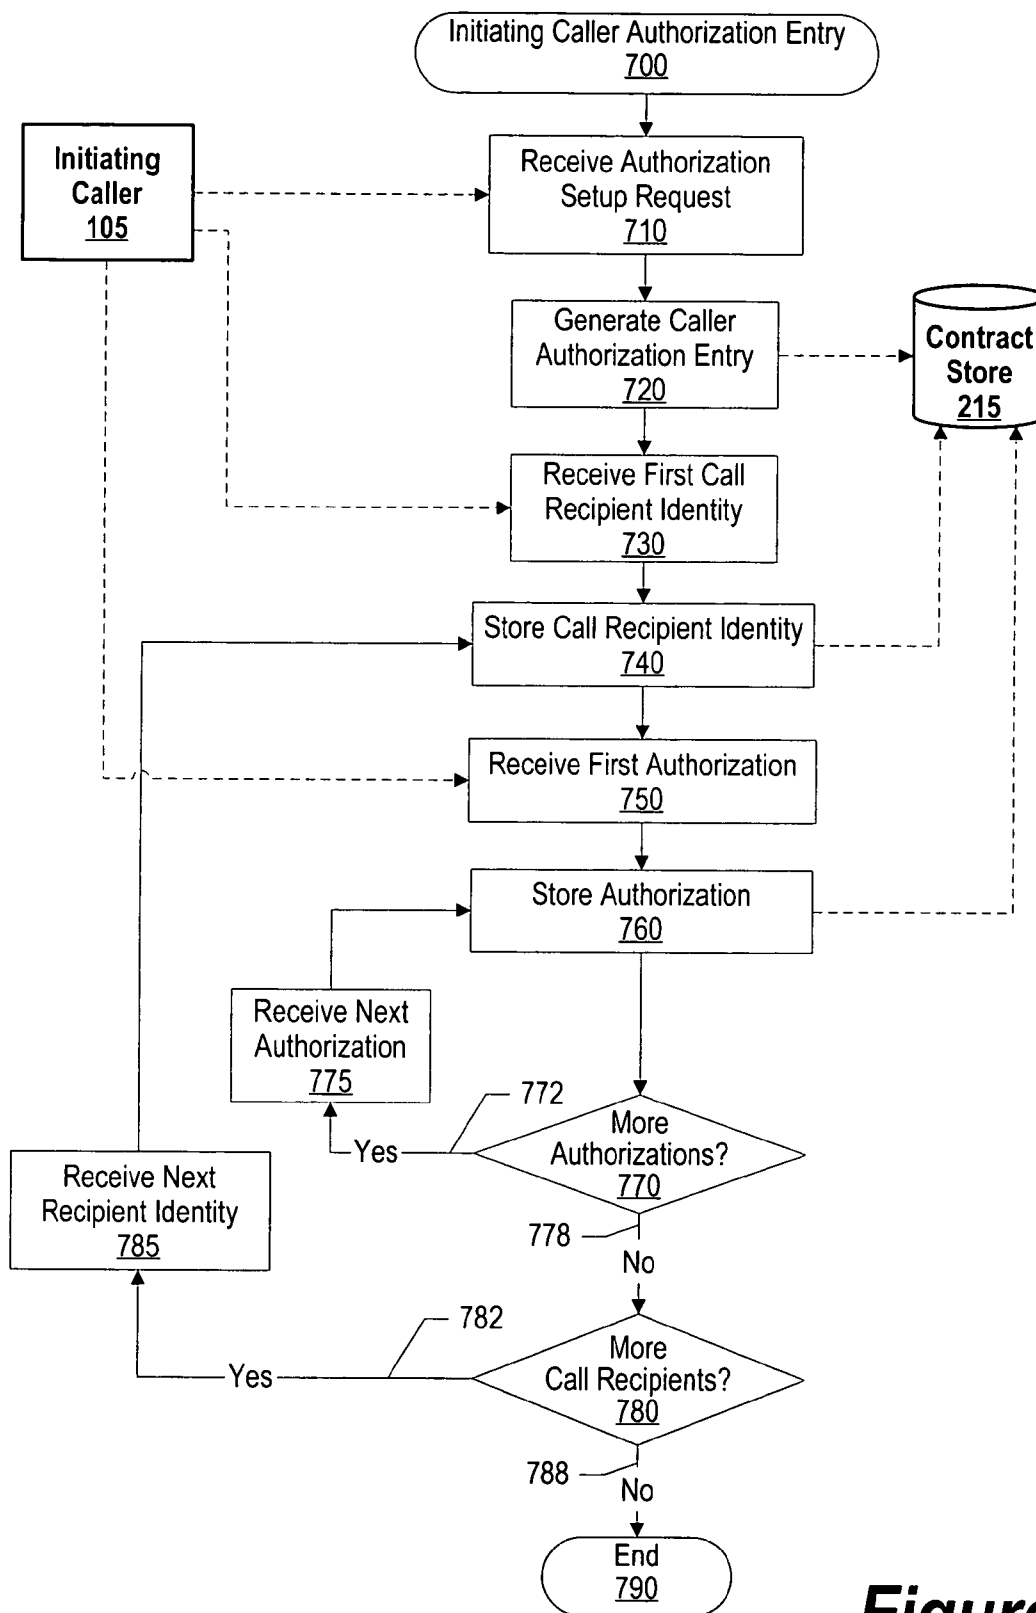 Initiating Caller Authorization Entry
700
Initiating
Caller
105
Receive Authorization
Setup Request
710
Generate Caller
Authorization Entry
720
Contract
Store
215
Receive First Call
Recipient Identity
730
Store Call Recipient Identity
740
Receive First Authorization
750
Store Authorization
760
Receive Next
Authorization
775
772
Yes
More
Authorizations?
770
Receive Next
Recipient Identity
785
778
No
782
Yes
More
Call Recipients?
780
788
No
End
790
Figure